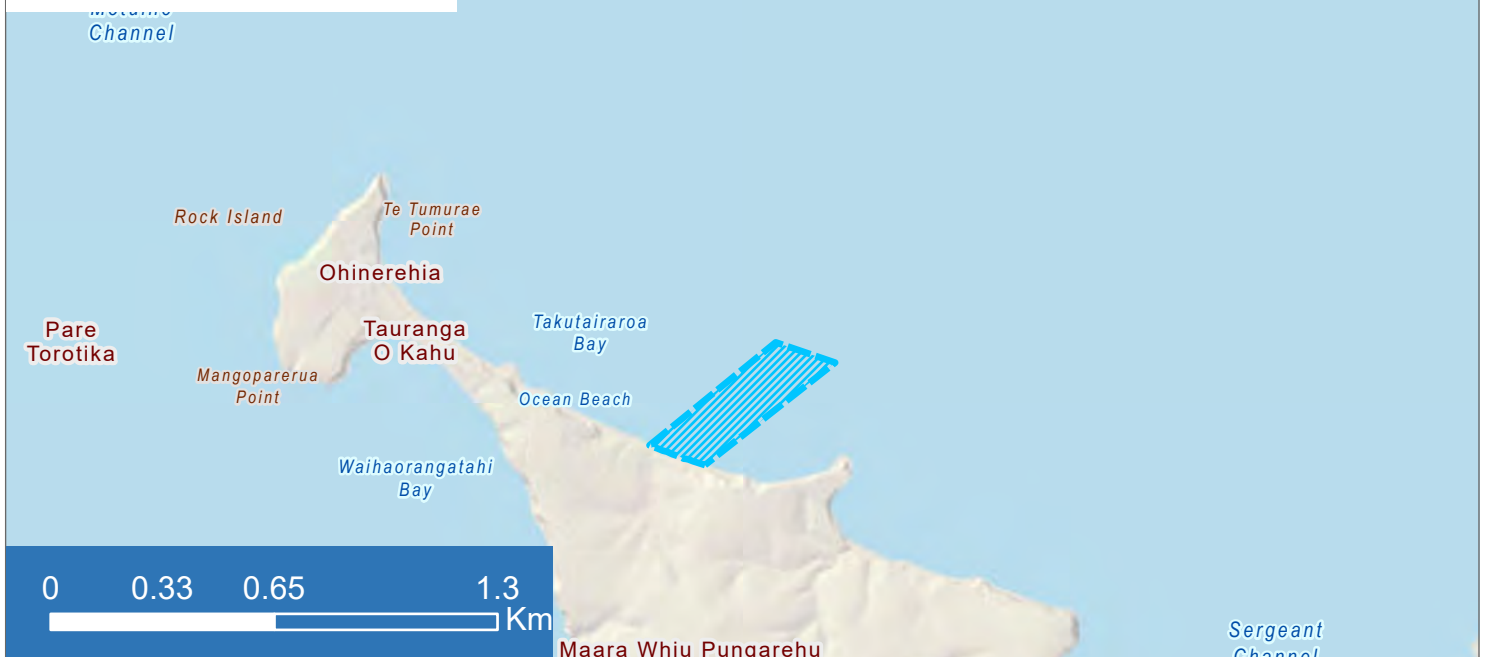 Channel
Rock Island
Te Tumurae
Point
Ohinerehia
Pare
Torotika
Tauranga
O Kahu
Takutairaroa
Bay
Mangoparerua
Point
Ocean Beach
Waihaorangatahi
Bay
0 0.33 0.65 1.3
Km
Maara Whiu Pungarehu
Sergeant
Channel